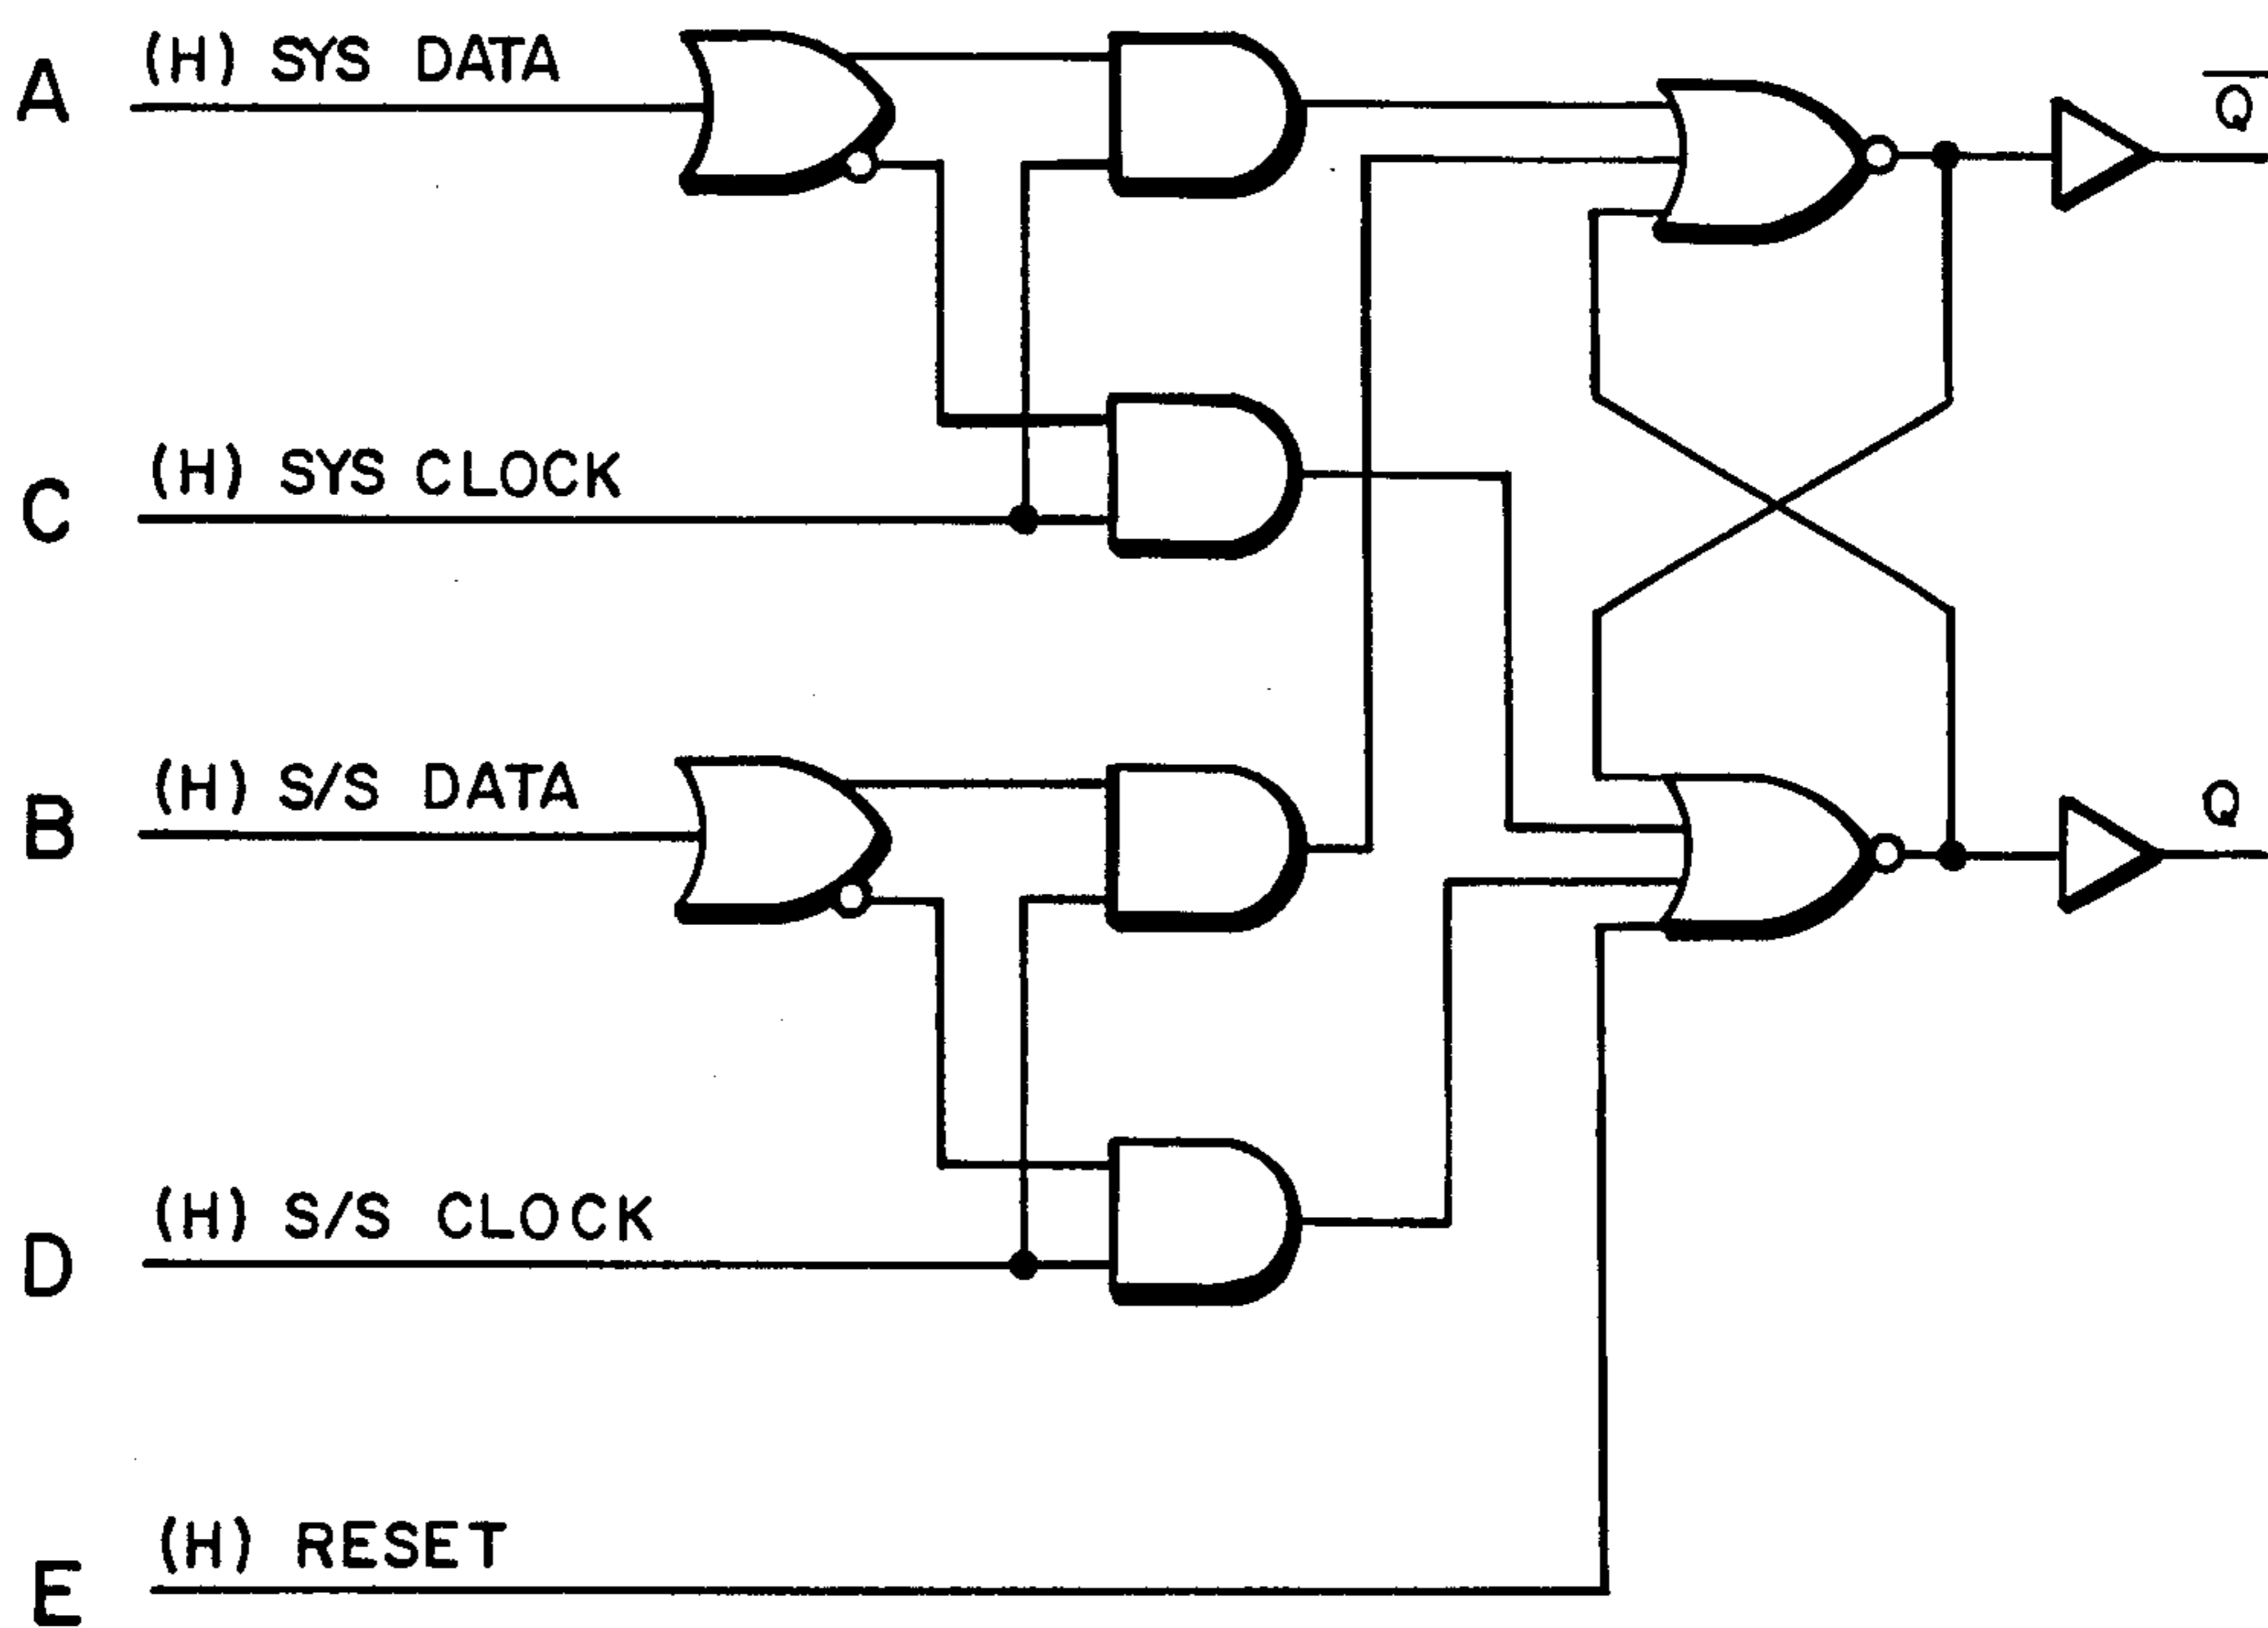 A (H) SYS DATA Q̅
C (H) SYS CLOCK
B (H) S/S DATA Q
D (H) S/S CLOCK
E (H) RESET